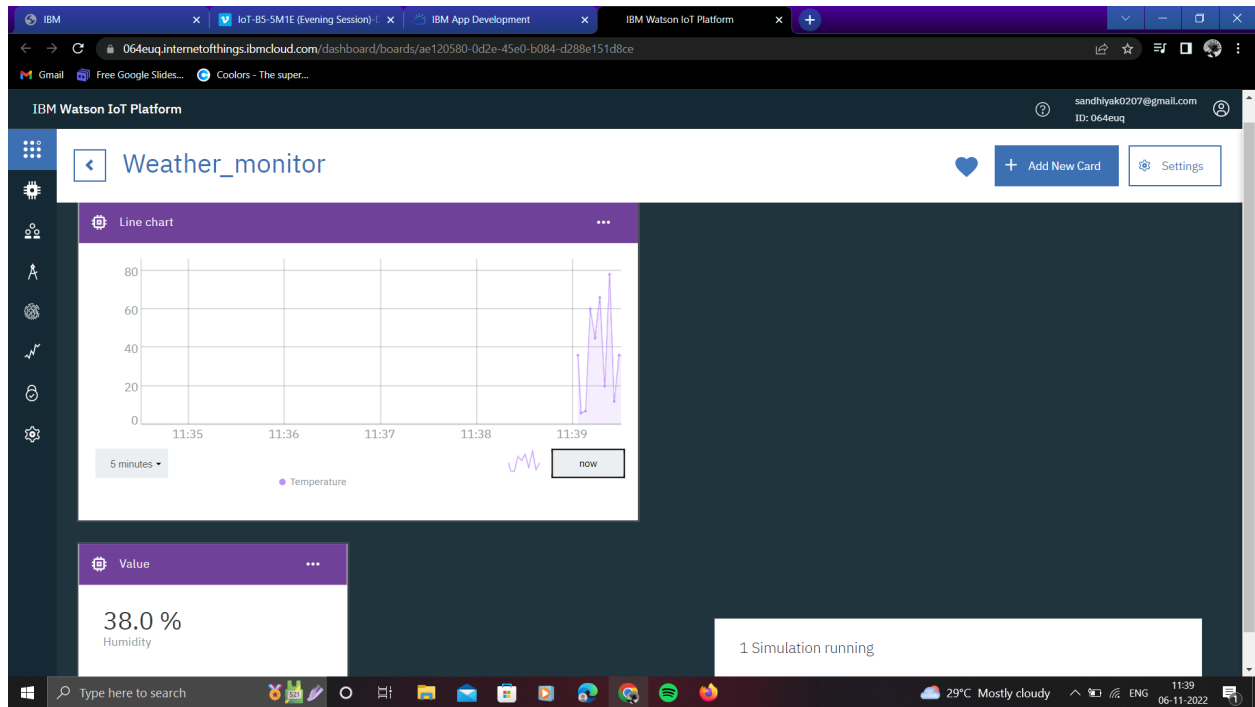 IBM
IoT-B5-5M1E (Evening Session)-
IBM App Development
IBM Watson IoT Platform
064euq.internetofthings.ibmcloud.com/dashboard/boards/ae120580-0d2e-45e0-b084-d288e151d8ce
Gmail
Free Google Slides...
Coolors - The super...
IBM Watson IoT Platform
sandhiyak0207@gmail.com
ID: 064euq
Weather_monitor
+ Add New Card
Settings
Line chart
80
60
40
20
0
11:35 11:36 11:37 11:38 11:39
5 minutes
now
Temperature
Value
38.0 %
Humidity
1 Simulation running
Type here to search
521
29°C Mostly cloudy
ENG
11:39
06-11-2022
1